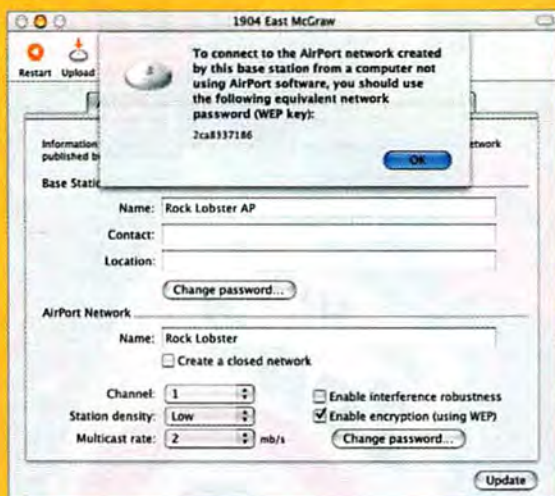 1904 East McGraw
Restart Upload
To connect to the AirPort network created
by this base station from a computer not
using AirPort software, you should use
the following equivalent network
password (WEP key):
2ca8337186
OK
Information
etwork
published b
Base Static
Name: Rock Lobster AP
Contact:
Location:
Change password...
AirPort Network
Name: Rock Lobster
Create a closed network
Channel: 1
Enable interference robustness
Station density: Low
Enable encryption (using WEP)
Multicast rate: 2 mb/s
Change password...
Update